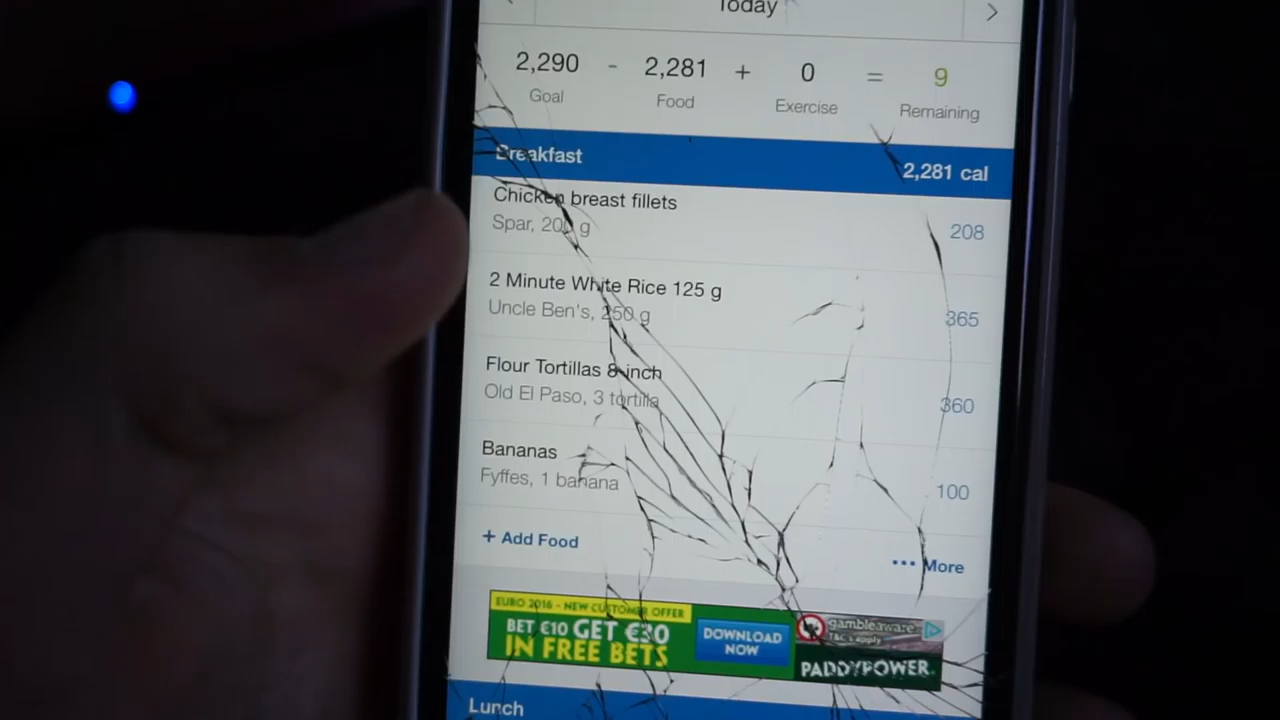 Today
2,290 - 2,281 + 0 = 9
Goal Food Exercise Remaining
Breakfast 2,281 cal
Chicken breast fillets
Spar, 200 g 208
2 Minute White Rice 125 g
Uncle Ben's, 250 g 365
Flour Tortillas 8 inch
Old El Paso, 3 tortilla 360
Bananas
Fyffes, 1 banana 100
+ Add Food ••• More
EURO 2016 - NEW CUSTOMER OFFER
BET €10 GET €30
IN FREE BETS
DOWNLOAD
NOW
gambleaware
T&C's apply
PADDYPOWER.
Lunch